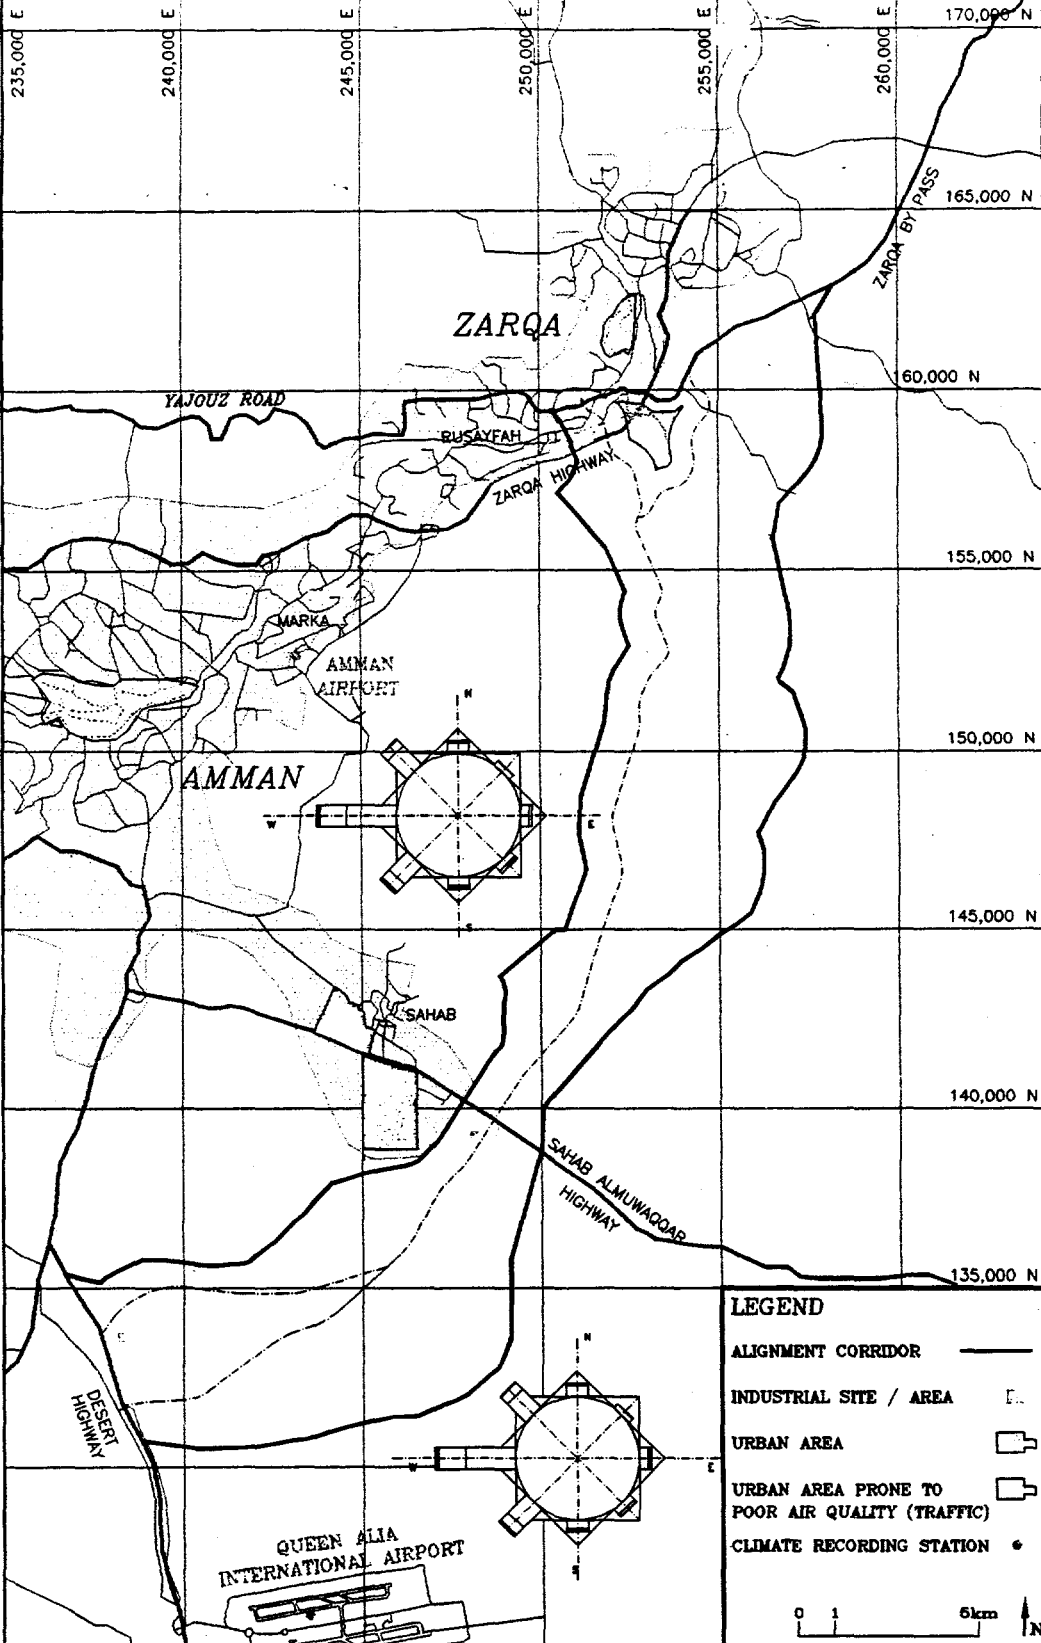 235,000 E
240,000 E
245,000 E
250,000 E
255,000 E
260,000 E
170,000 N
165,000 N
ZARQA BY PASS
ZARQA
60,000 N
YAJOUZ ROAD
RUSAYFAH
ZARQA HIGHWAY
155,000 N
MARKA
AMMAN
AIRPORT
N
150,000 N
AMMAN
W
E
S
145,000 N
SAHAB
140,000 N
SAHAB ALMUWAQQAR
HIGHWAY
135,000 N
DESERT
HIGHWAY
N
W
E
S
QUEEN ALIA
INTERNATIONAL AIRPORT
LEGEND
ALIGNMENT CORRIDOR
INDUSTRIAL SITE / AREA
URBAN AREA
URBAN AREA PRONE TO
POOR AIR QUALITY (TRAFFIC)
CLIMATE RECORDING STATION
0 1 5km
N